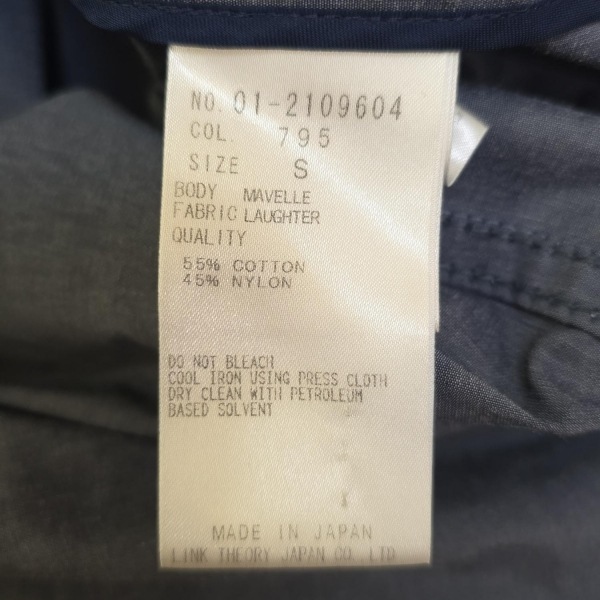 NO. 01-2109604
COL. 795
SIZE S
BODY MAVELLE
FABRIC LAUGHTER
QUALITY
55% COTTON
45% NYLON
DO NOT BLEACH
COOL IRON USING PRESS CLOTH
DRY CLEAN WITH PETROLEUM
BASED SOLVENT
MADE IN JAPAN
LINK THEORY JAPAN CO. LTD